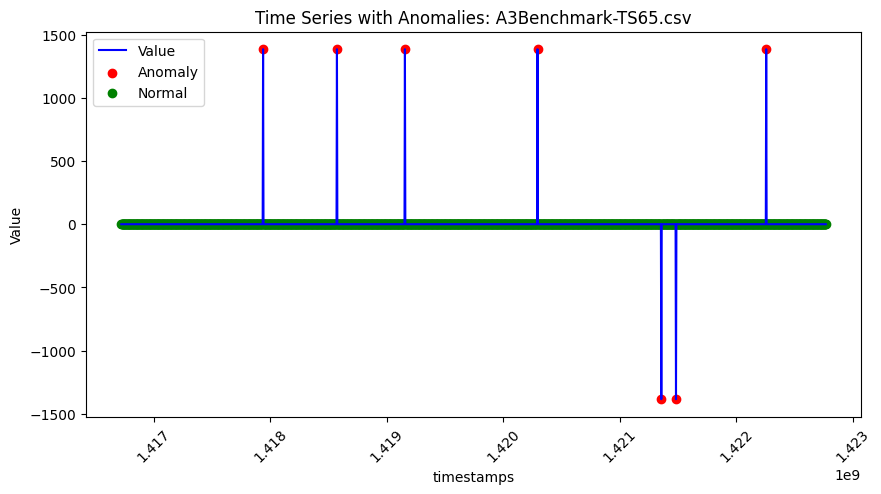 Time Series with Anomalies: A3Benchmark-TS65.csv
Value
Anomaly
Normal
1500
1000
500
0
−500
−1000
−1500
Value
1.417
1.418
1.419
1.420
1.421
1.422
1.423
1e9
timestamps